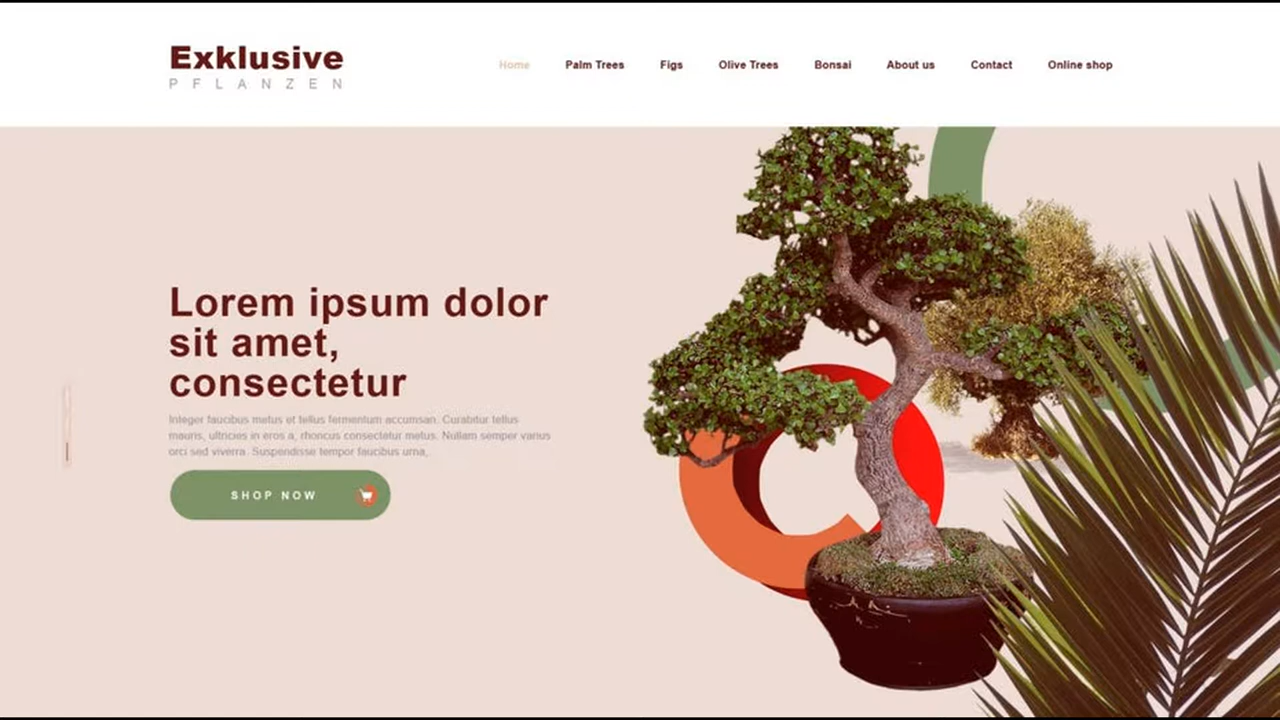 Exklusive
PFLANZEN
Home Palm Trees Figs Olive Trees Bonsai About us Contact Online shop
Lorem ipsum dolor
sit amet,
consectetur
Integer faucibus metus et tellus fermentum accumsan. Curabitur tellus
mauris, ultricies in eros a, rhoncus consectetur metus. Nullam semper varius
orci sed viverra. Suspendisse tempor faucibus urna,
SHOP NOW